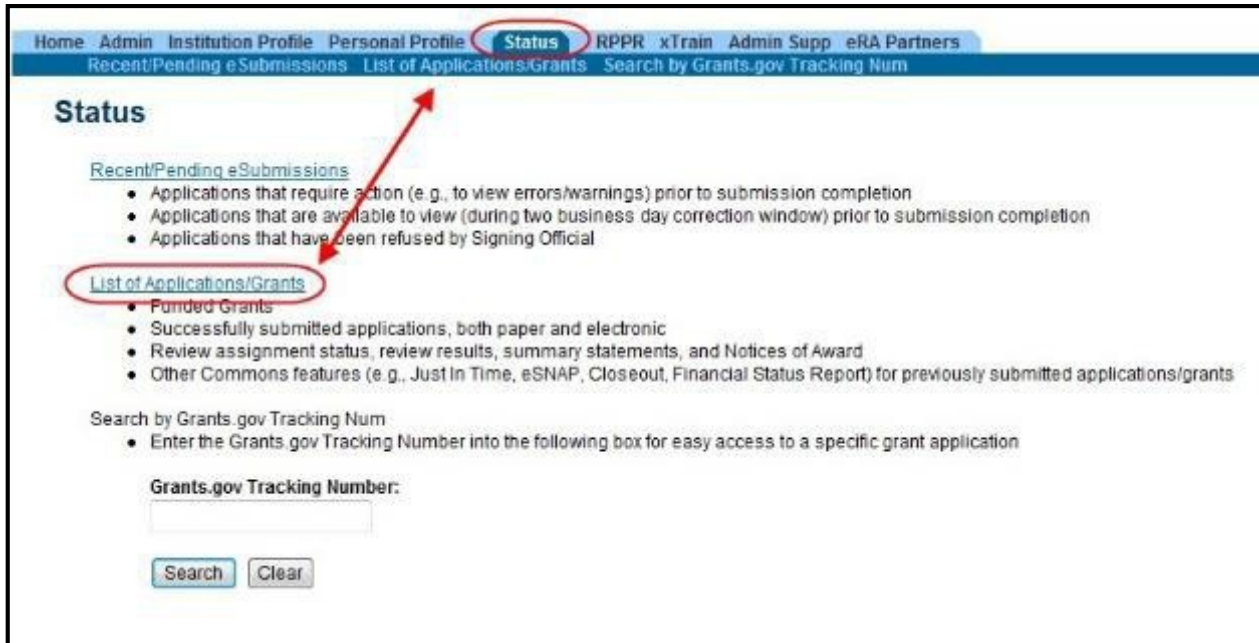 Home Admin Institution Profile Personal Profile Status RPPR xTrain Admin Supp eRA Partners
Recent/Pending eSubmissions List of Applications/Grants Search by Grants.gov Tracking Num
Status
Recent/Pending eSubmissions
• Applications that require action (e.g., to view errors/warnings) prior to submission completion
• Applications that are available to view (during two business day correction window) prior to submission completion
• Applications that have been refused by Signing Official
List of Applications/Grants
• Funded Grants
• Successfully submitted applications, both paper and electronic
• Review assignment status, review results, summary statements, and Notices of Award
• Other Commons features (e.g., Just In Time, eSNAP, Closeout, Financial Status Report) for previously submitted applications/grants
Search by Grants.gov Tracking Num
• Enter the Grants.gov Tracking Number into the following box for easy access to a specific grant application
Grants.gov Tracking Number:
Search Clear